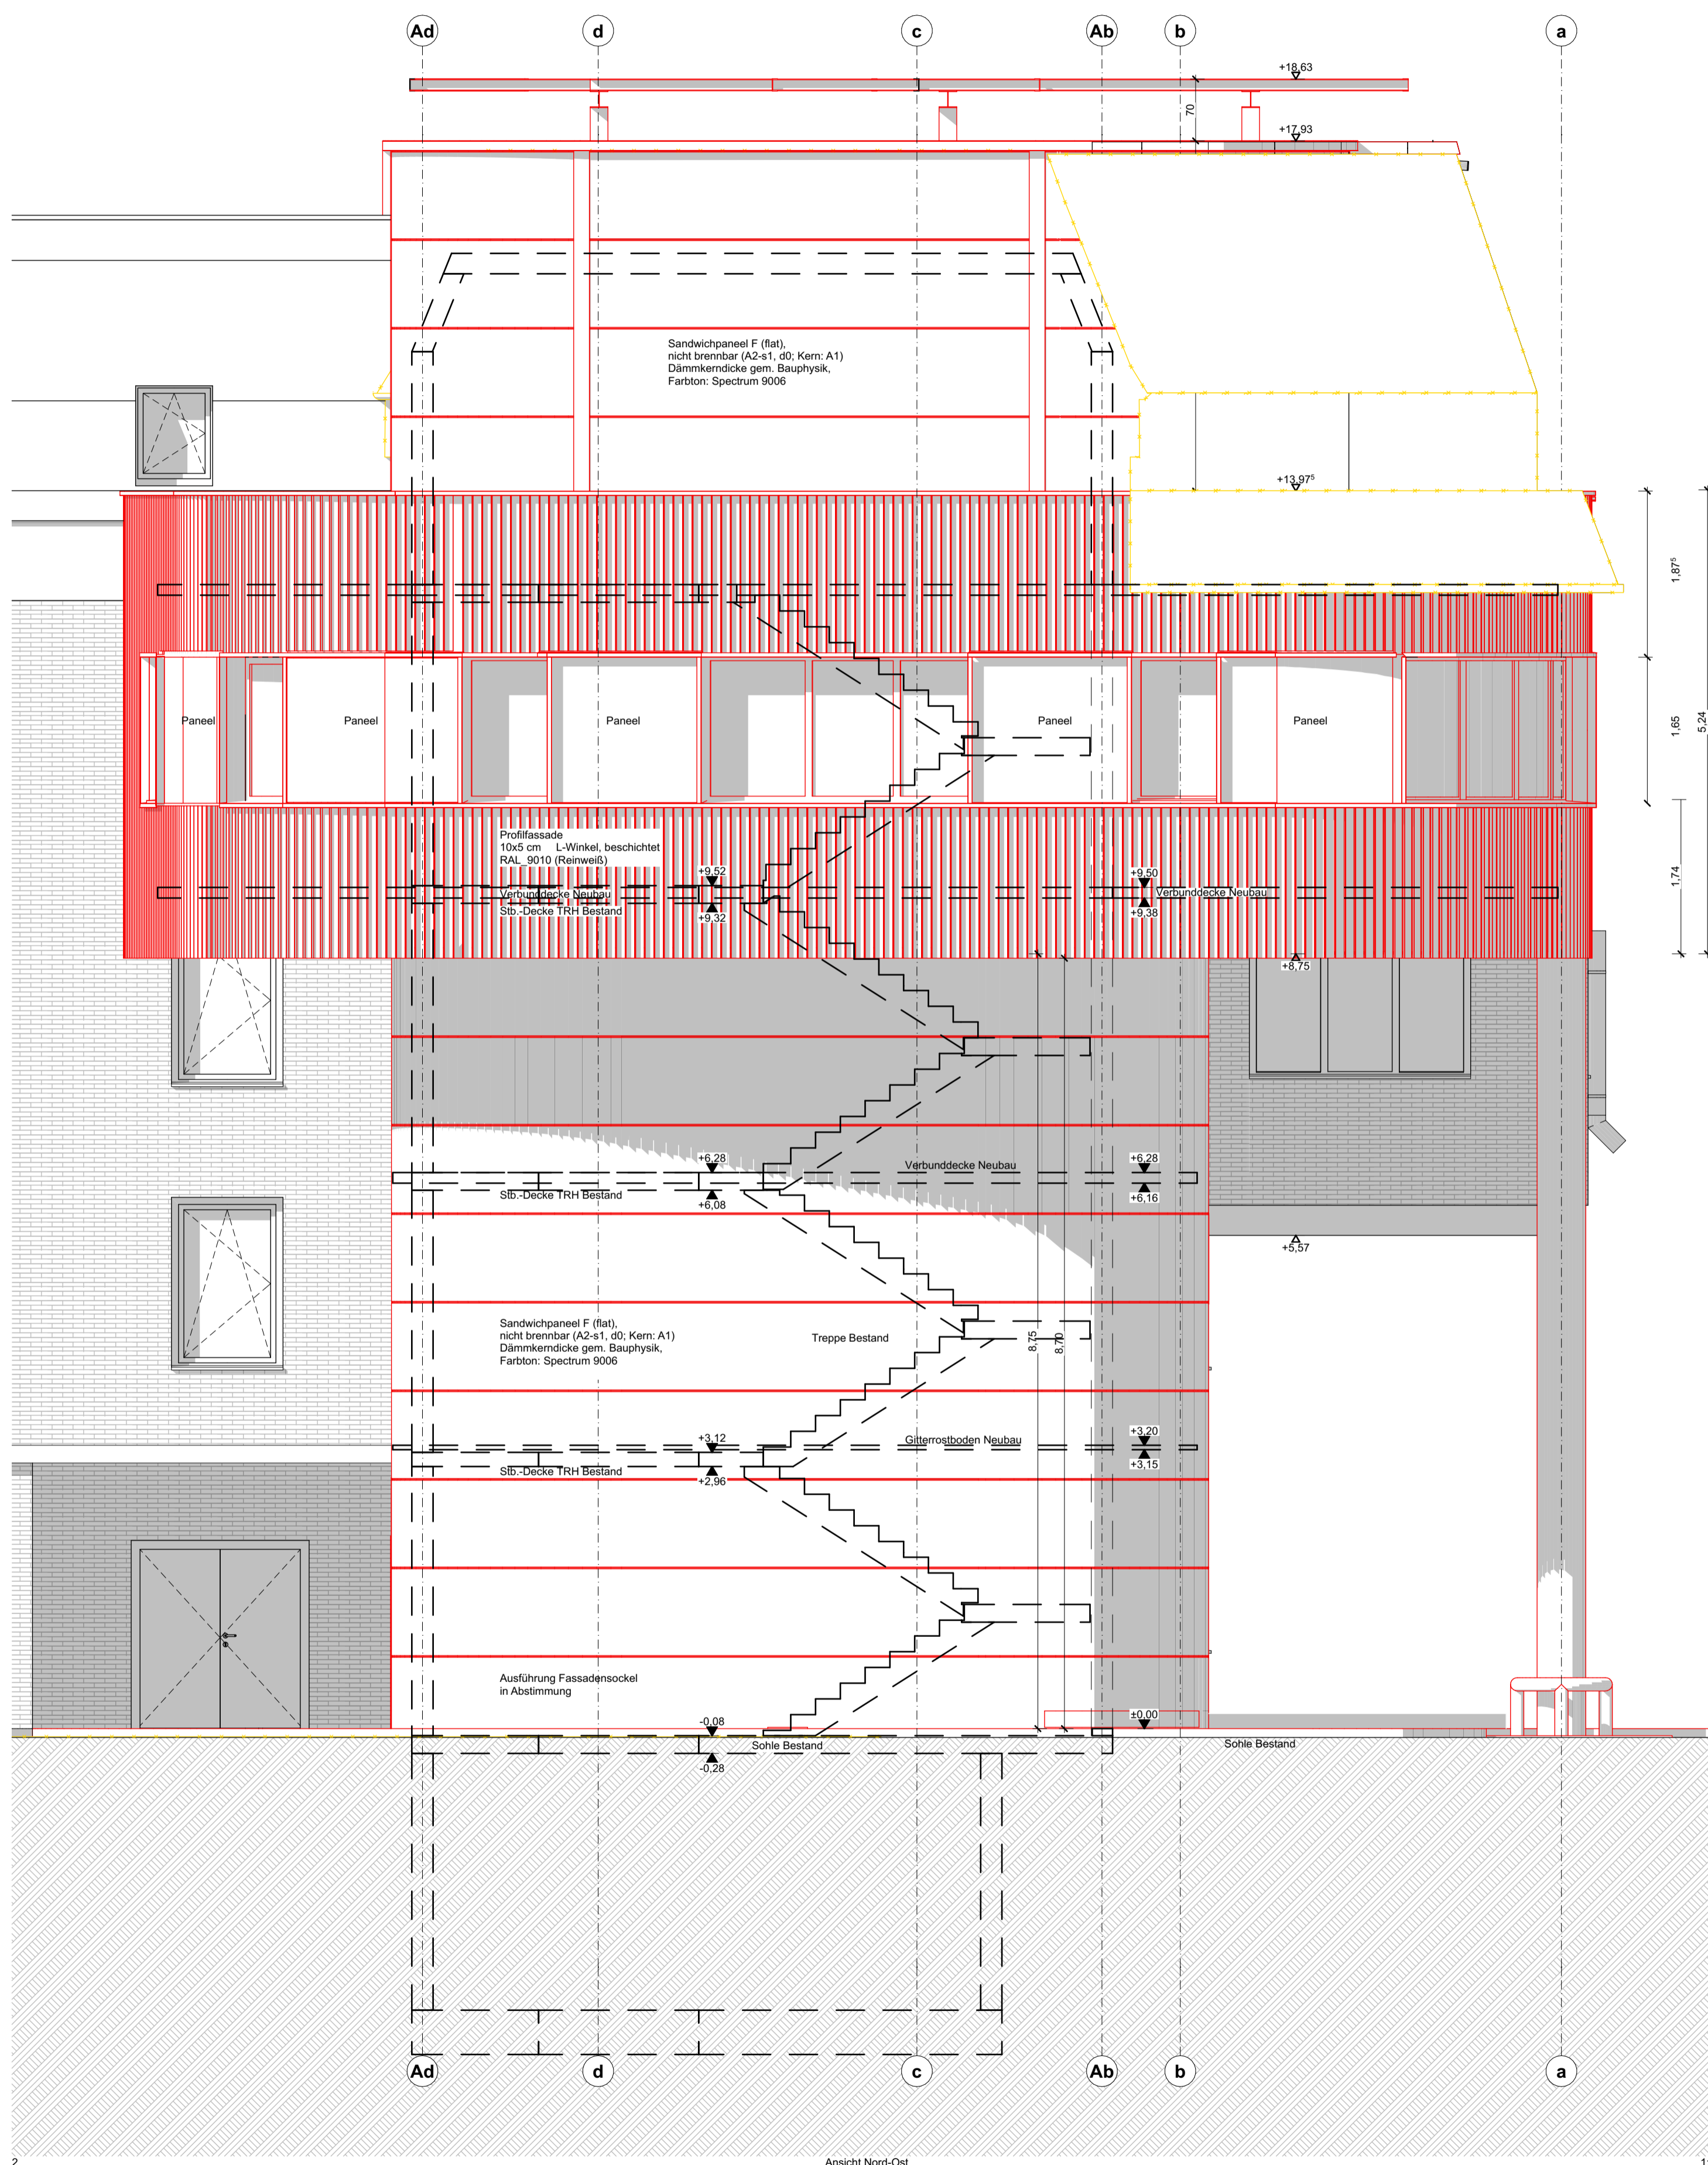 Ad
d
c
Ab
b
a
+18,63
70
+17,93
Sandwichpaneel F (flat),
nicht brennbar (A2-s1, d0; Kern: A1)
Dämmkerndicke gem. Bauphysik,
Farbton: Spectrum 9006
+13,97⁵
1,87⁵
Paneel
Paneel
Paneel
Paneel
Paneel
1,65
5,24
Profilfassade
10x5 cm L-Winkel, beschichtet
RAL_9010 (Reinweiß)
+9,52
+9,50
1,74
Verbunddecke Neubau
Verbunddecke Neubau
Stb.-Decke TRH Bestand
+9,32
+9,38
+8,75
+6,28
Verbunddecke Neubau
+6,28
Stb.-Decke TRH Bestand
+6,08
+6,16
+5,57
Sandwichpaneel F (flat),
nicht brennbar (A2-s1, d0; Kern: A1)
Dämmkerndicke gem. Bauphysik,
Farbton: Spectrum 9006
Treppe Bestand
8,75
8,70
+3,12
Gitterrostboden Neubau
+3,20
Stb.-Decke TRH Bestand
+2,96
+3,15
Ausführung Fassadensockel
in Abstimmung
-0,08
±0,00
Sohle Bestand
Sohle Bestand
-0,28
Ad
d
c
Ab
b
a
2
Ansicht Nord-Ost
1